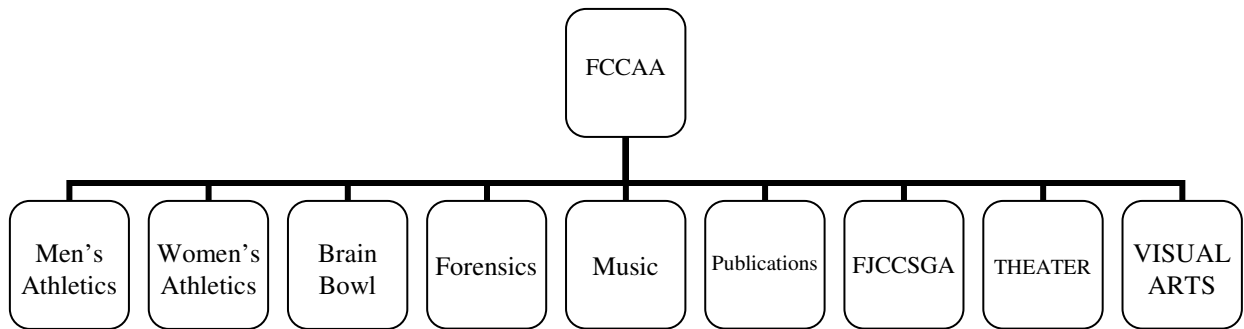 FCCAA
Men’s
Athletics
Women’s
Athletics
Brain
Bowl
Forensics
Music
Publications
FJCCSGA
THEATER
VISUAL
ARTS